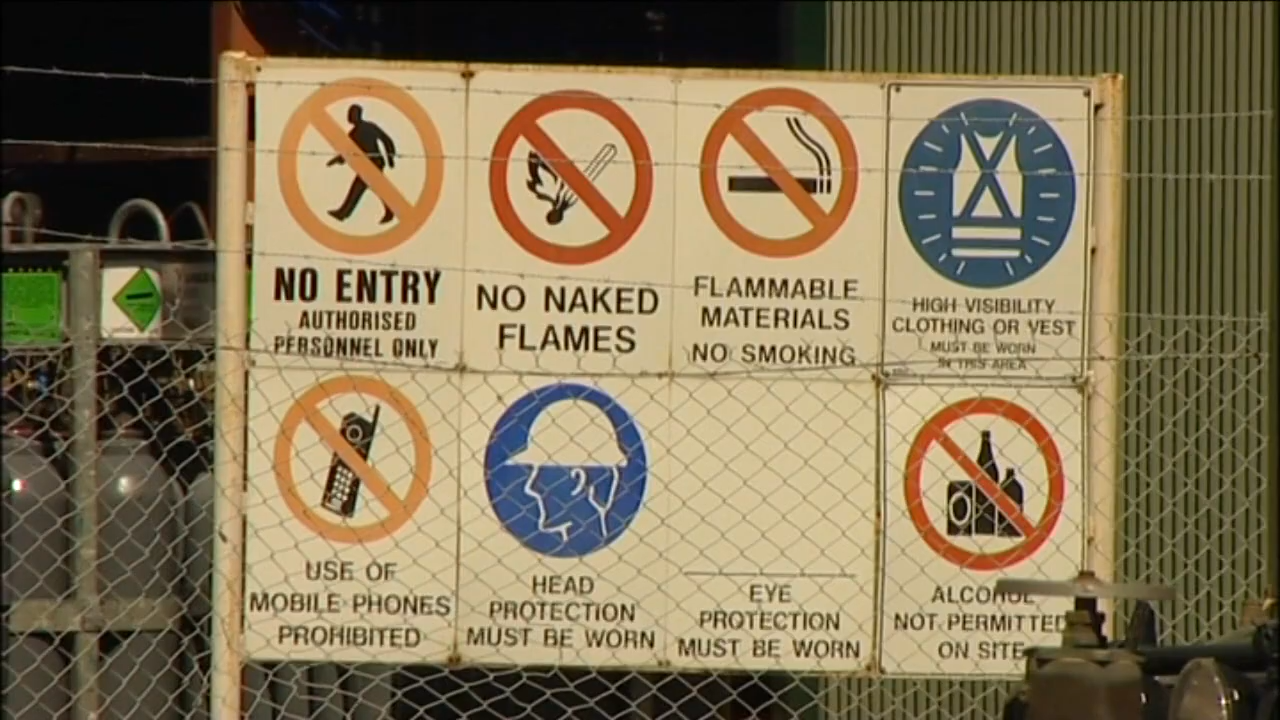 NO ENTRY
AUTHORISED
PERSONNEL ONLY
NO NAKED
FLAMES
FLAMMABLE
MATERIALS
NO SMOKING
HIGH VISIBILITY
CLOTHING OR VEST
MUST BE WORN
IN THIS AREA
USE OF
MOBILE PHONES
PROHIBITED
HEAD
PROTECTION
MUST BE WORN
EYE
PROTECTION
MUST BE WORN
ALCOHOL
NOT PERMITTED
ON SITE